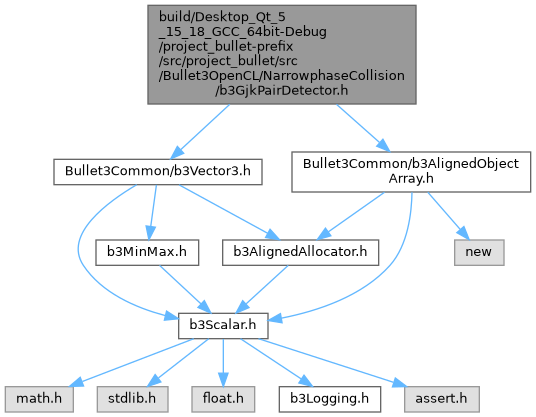 build/Desktop_Qt_5
_15_18_GCC_64bit-Debug
/project_bullet-prefix
/src/project_bullet/src
/Bullet3OpenCL/NarrowphaseCollision
/b3GjkPairDetector.h
Bullet3Common/b3Vector3.h
Bullet3Common/b3AlignedObject
Array.h
b3MinMax.h
b3AlignedAllocator.h
new
b3Scalar.h
math.h
stdlib.h
float.h
b3Logging.h
assert.h